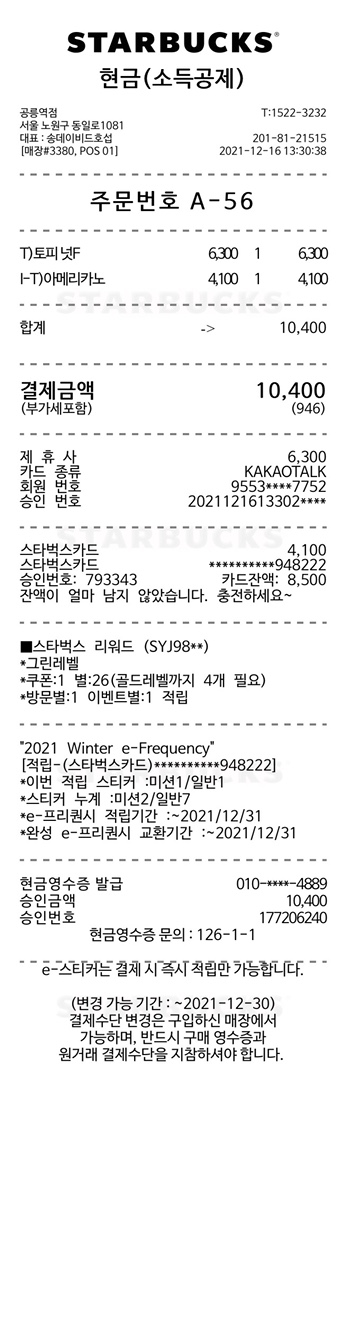 STARBUCKS®
현금(소득공제)
공릉역점 T:1522-3232
서울 노원구 동일로1081
대표 : 송데이비드호섭 201-81-21515
[매장#3380, POS 01] 2021-12-16 13:30:38
주문번호 A-56
T)토피넛F 6,300 1 6,300
I-T)아메리카노 4,100 1 4,100
합계 -> 10,400
결제금액 10,400
(부가세포함) (946)
제 휴 사 6,300
카드 종류 KAKAOTALK
회원 번호 9553****7752
승인 번호 2021121613302****
스타벅스카드 4,100
스타벅스카드 **********948222
승인번호: 793343 카드잔액: 8,500
잔액이 얼마 남지 않았습니다. 충전하세요~
■스타벅스 리워드 (SYJ98**)
*그린레벨
*쿠폰:1 별:26(골드레벨까지 4개 필요)
*방문별:1 이벤트별:1 적립
"2021 Winter e-Frequency"
[적립-(스타벅스카드)**********948222]
*이번 적립 스티커 :미션1/일반1
*스티커 누계 :미션2/일반7
*e-프리퀀시 적립기간 :~2021/12/31
*완성 e-프리퀀시 교환기간 :~2021/12/31
현금영수증 발급 010-****-4889
승인금액 10,400
승인번호 177206240
현금영수증 문의 : 126-1-1
e-스티커는 결제 시 즉시 적립만 가능합니다.
(변경 가능 기간 : ~2021-12-30)
결제수단 변경은 구입하신 매장에서
가능하며, 반드시 구매 영수증과
원거래 결제수단을 지참하셔야 합니다.